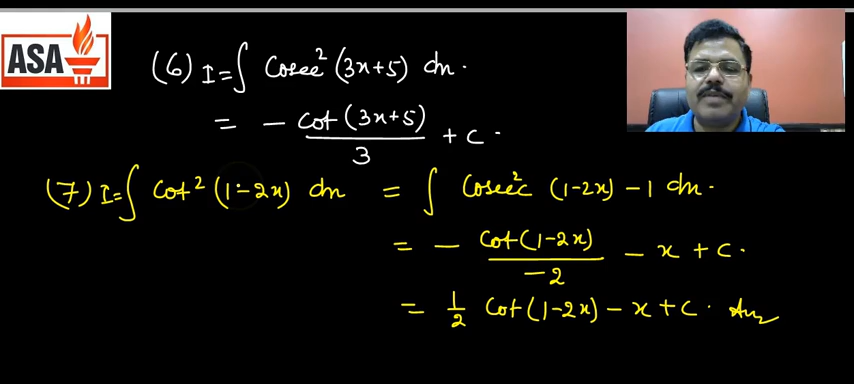 ASA
(6) I = ∫ Cosec² (3x+5) dx.
= - cot (3x+5) / 3 + c.
(7) I = ∫ Cot² (1-2x) dx = ∫ Cosec² (1-2x) - 1 dx.
= - cot (1-2x) / -2 - x + c.
= 1/2 Cot (1-2x) - x + c. Ans